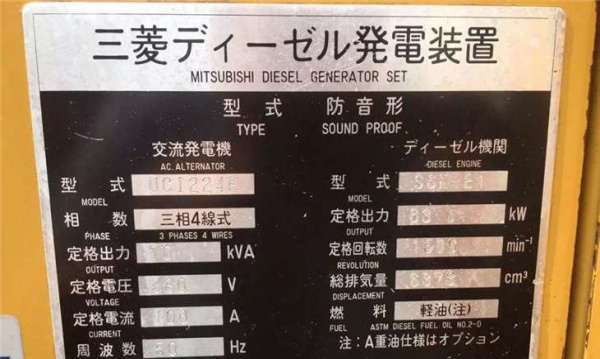 三菱ディーゼル発電装置
MITSUBISHI DIESEL GENERATOR SET
型式 防音形
TYPE SOUND PROOF
交流発電機
AC. ALTERNATOR
型式 UCI224F
MODEL
相数 三相4線式
PHASE 3 PHASES 4 WIRES
定格出力 kVA
OUTPUT
定格電圧 V
VOLTAGE
定格電流 A
CURRENT
周波数 50 Hz
ディーゼル機関
DIESEL ENGINE
型式
MODEL
定格出力 kW
OUTPUT
定格回転数 1500 min⁻¹
REVOLUTION
総排気量 cm³
DISPLACEMENT
燃料 軽油(注)
FUEL ASTM DIESEL FUEL OIL NO.2-D
注:A重油仕様はオプション